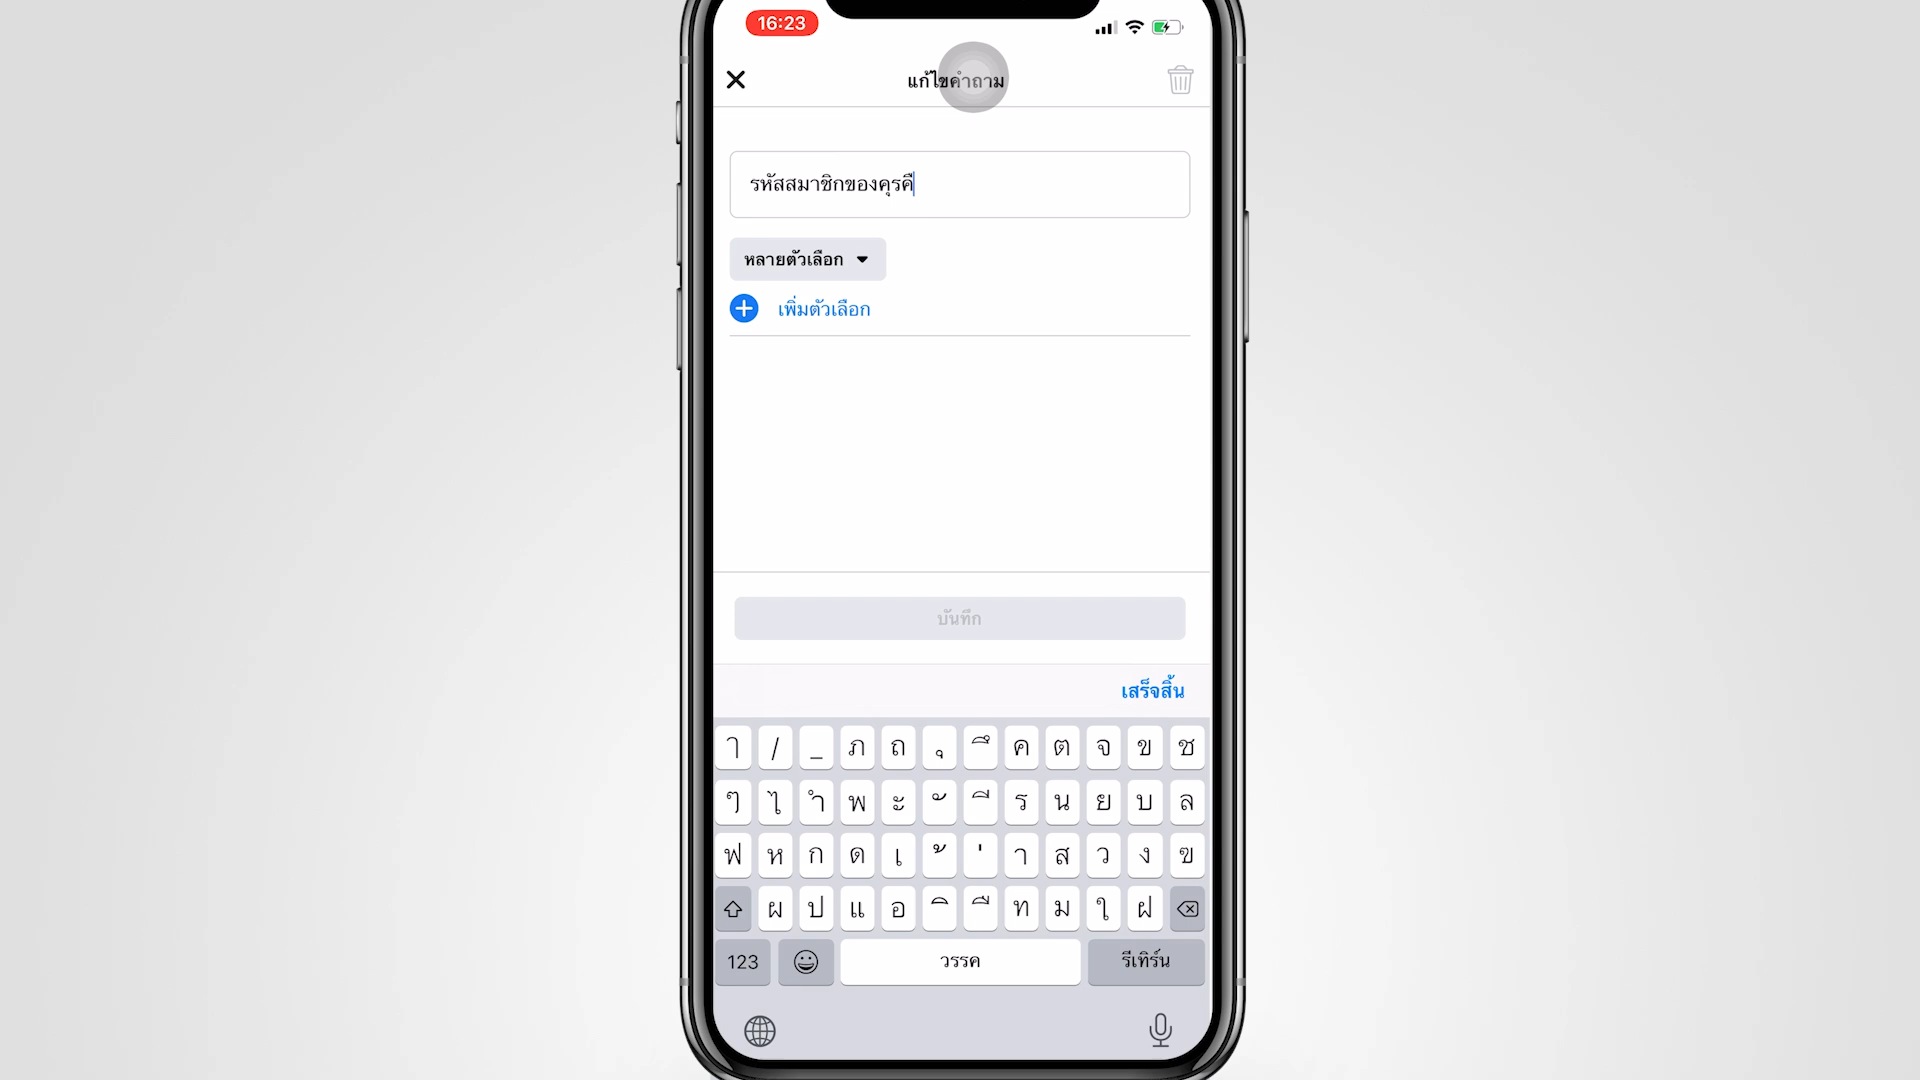 16:23
แก้ไขคำถาม
รหัสสมาชิกของคุรคื
หลายตัวเลือก
เพิ่มตัวเลือก
บันทึก
เสร็จสิ้น
ๅ / _ ภ ถ ุ ึ ค ต จ ข ช
ๆ ไ ำ พ ะ ั ี ร น ย บ ล
ฟ ห ก ด เ ้ ่ า ส ว ง ฃ
ผ ป แ อ ิ ื ท ม ใ ฝ
123 วรรค รีเทิร์น